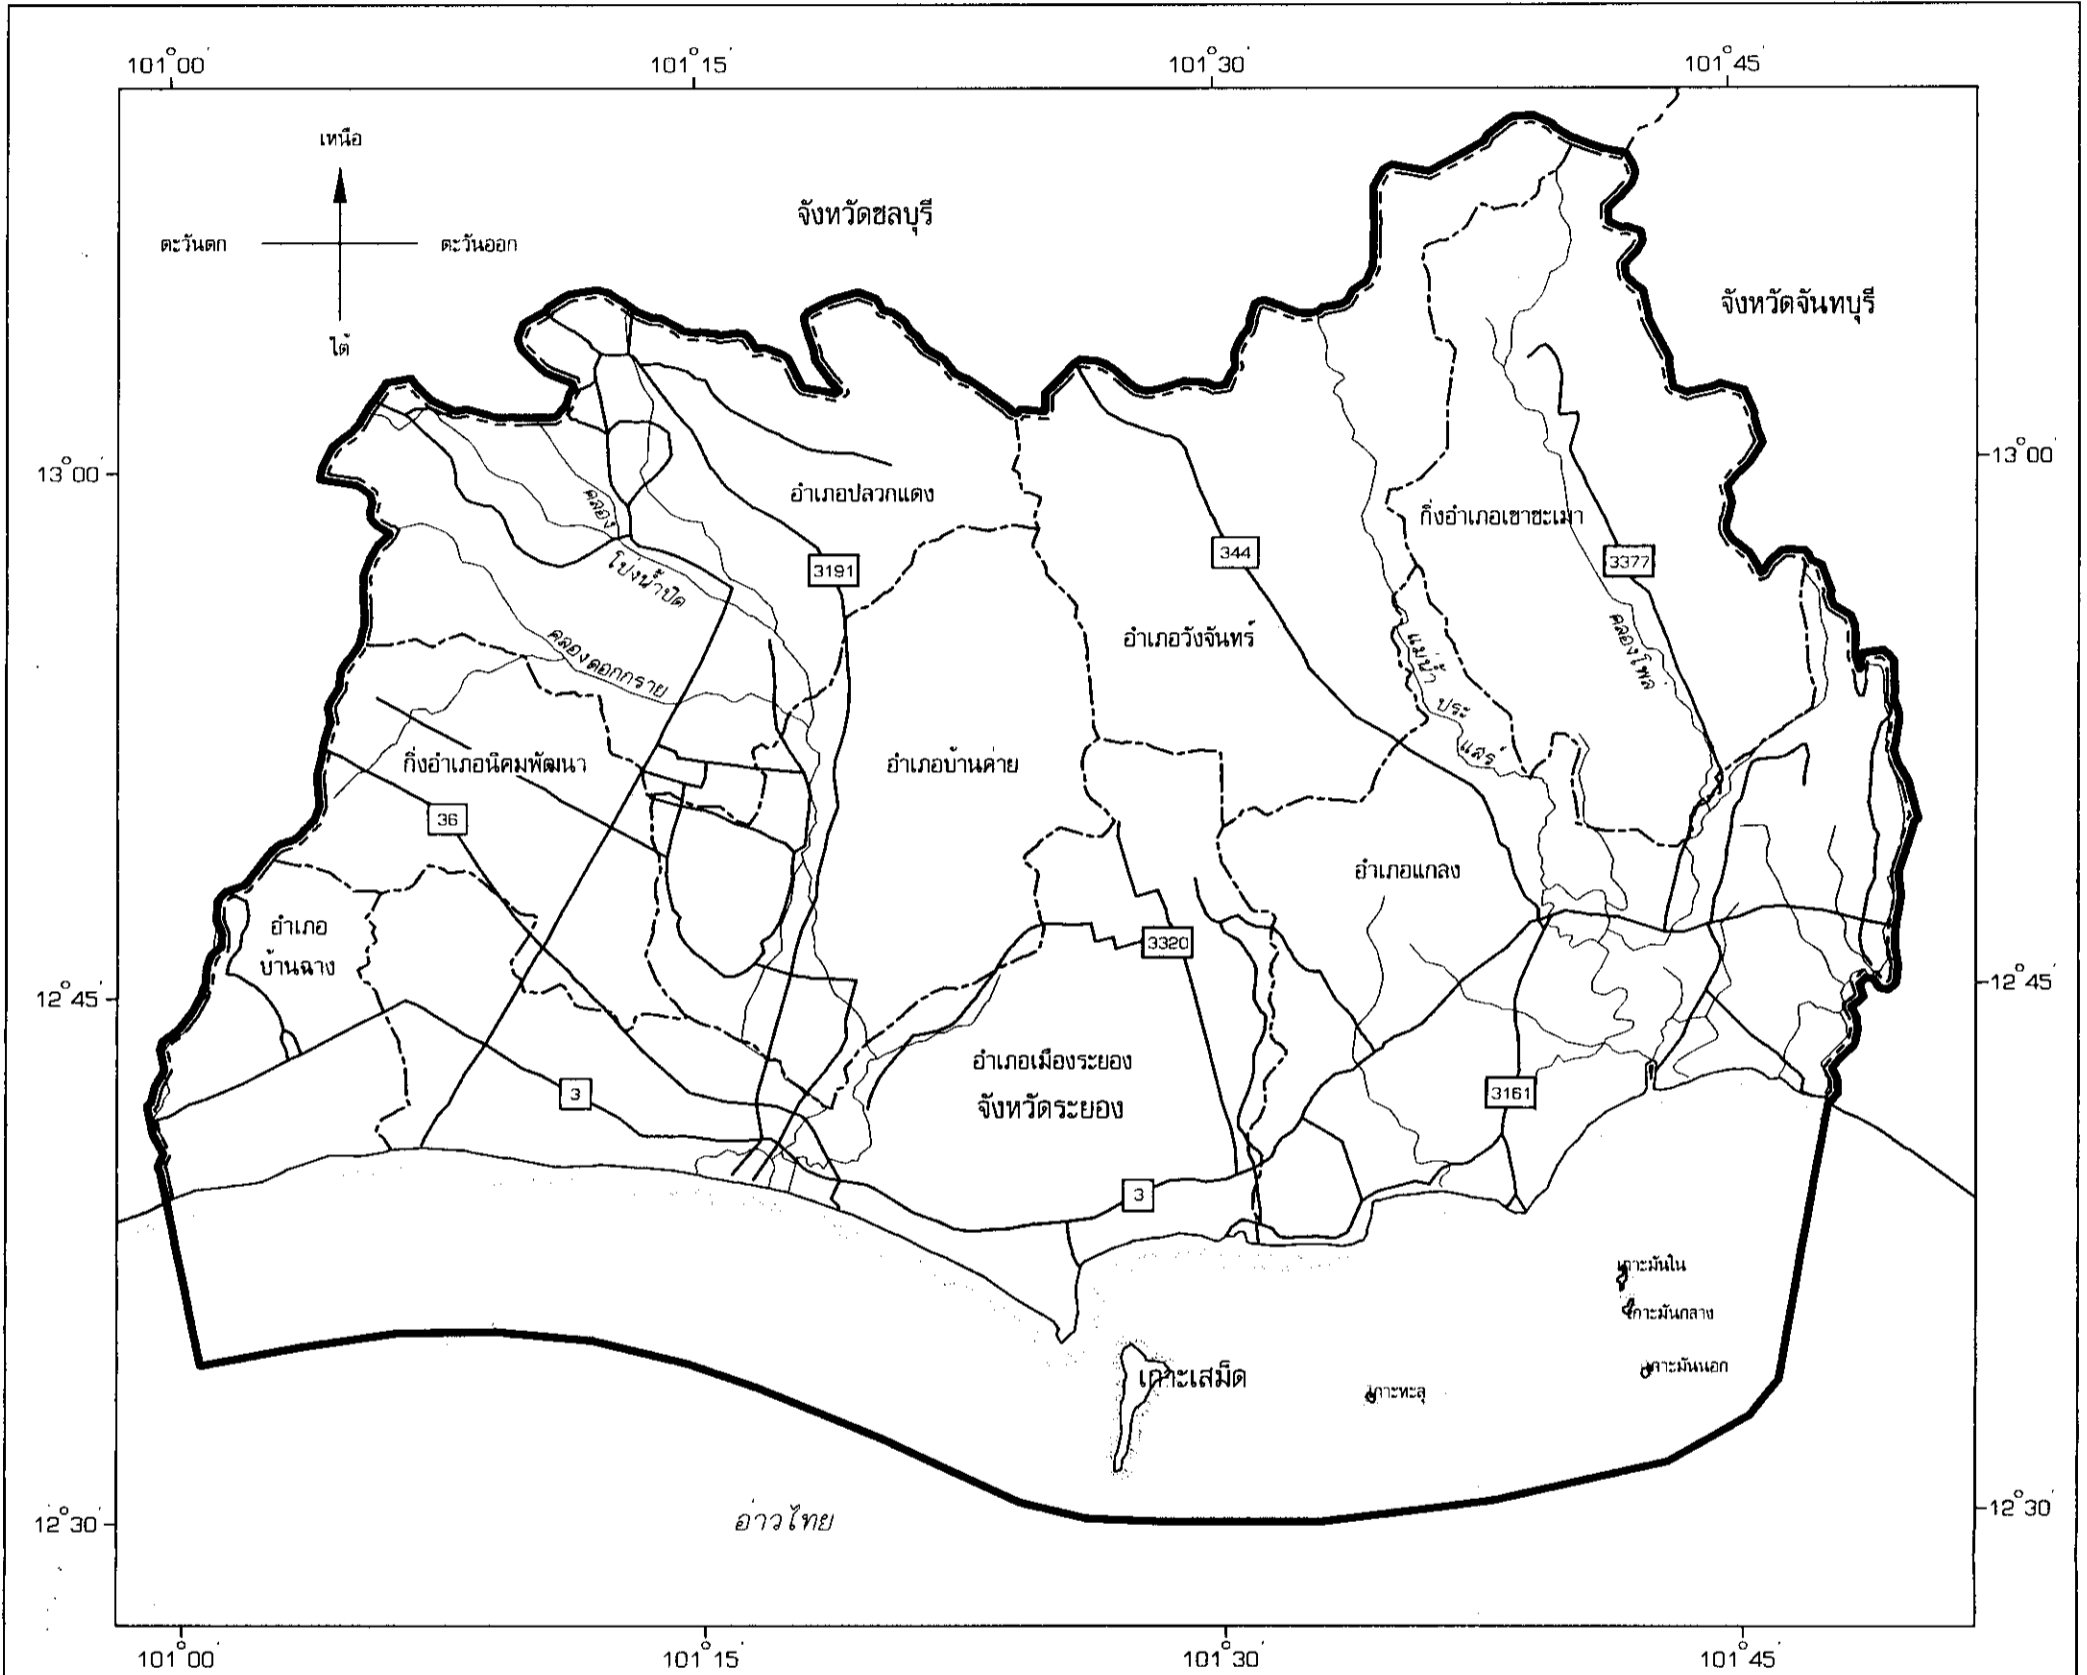 101°00'
101°15'
101°30'
101°45'
เหนือ
ตะวันตก
ตะวันออก
ใต้
จังหวัดชลบุรี
จังหวัดจันทบุรี
13°00'
13°00'
อำเภอปลวกแดง
คลอง
โป่งน้ำปิด
3191
344
กิ่งอำเภอเขาชะเมา
3377
คลองดอกกราย
อำเภอวังจันทร์
แม่น้ำ
ประ
แสร์
คลองโพล้
กิ่งอำเภอนิคมพัฒนา
อำเภอบ้านค่าย
36
อำเภอแกลง
อำเภอ
บ้านฉาง
3320
12°45'
12°45'
อำเภอเมืองระยอง
จังหวัดระยอง
3
3161
3
เกาะมันใน
เกาะมันกลาง
เกาะมันนอก
เกาะเสม็ด
เกาะทะลุ
อ่าวไทย
12°30'
12°30'
101°00'
101°15'
101°30'
101°45'